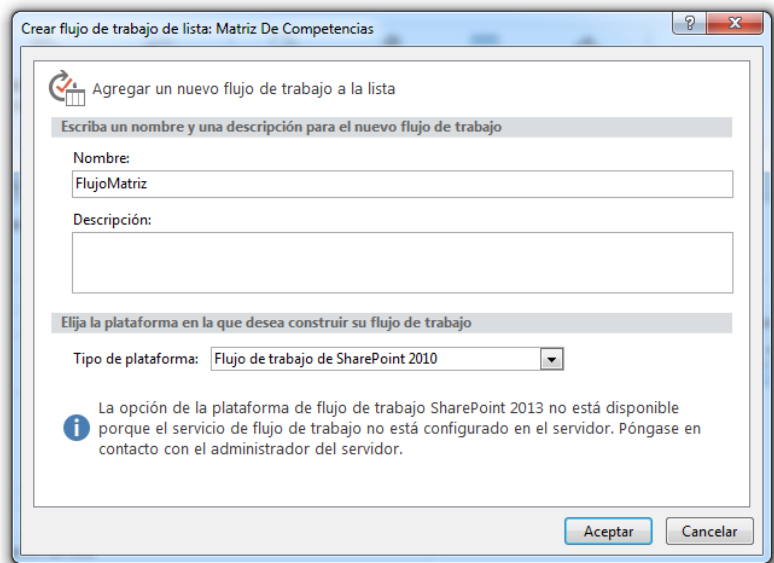 Crear flujo de trabajo de lista: Matriz De Competencias
Agregar un nuevo flujo de trabajo a la lista
Escriba un nombre y una descripción para el nuevo flujo de trabajo
Nombre:
FlujoMatriz
Descripción:
Elija la plataforma en la que desea construir su flujo de trabajo
Tipo de plataforma: Flujo de trabajo de SharePoint 2010
La opción de la plataforma de flujo de trabajo SharePoint 2013 no está disponible
porque el servicio de flujo de trabajo no está configurado en el servidor. Póngase en
contacto con el administrador del servidor.
Aceptar Cancelar